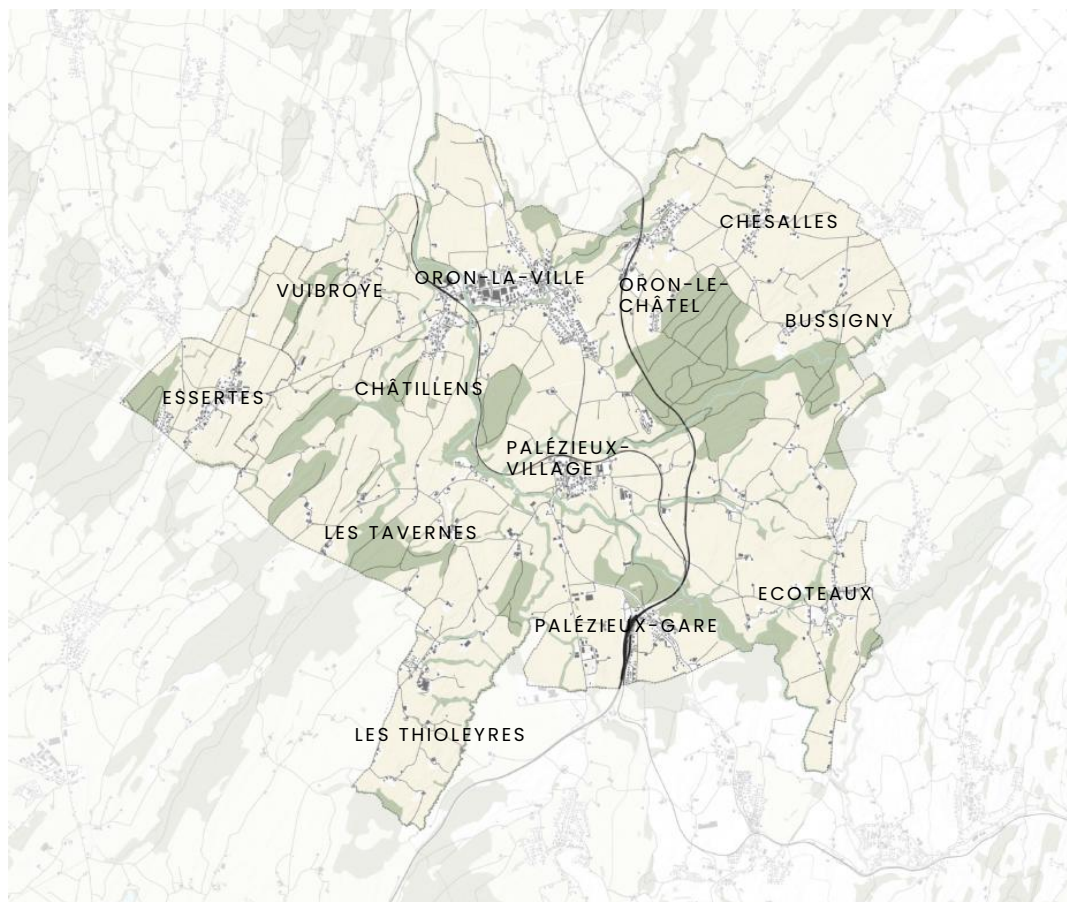 CHESALLES
ORON-LA-VILLE
ORON-LE-
CHÂTEL
VUIBROYE
BUSSIGNY
CHÂTILLENS
ESSERTES
PALÉZIEUX-
VILLAGE
LES TAVERNES
ECOTEAUX
PALÉZIEUX-GARE
LES THIOLEYRES